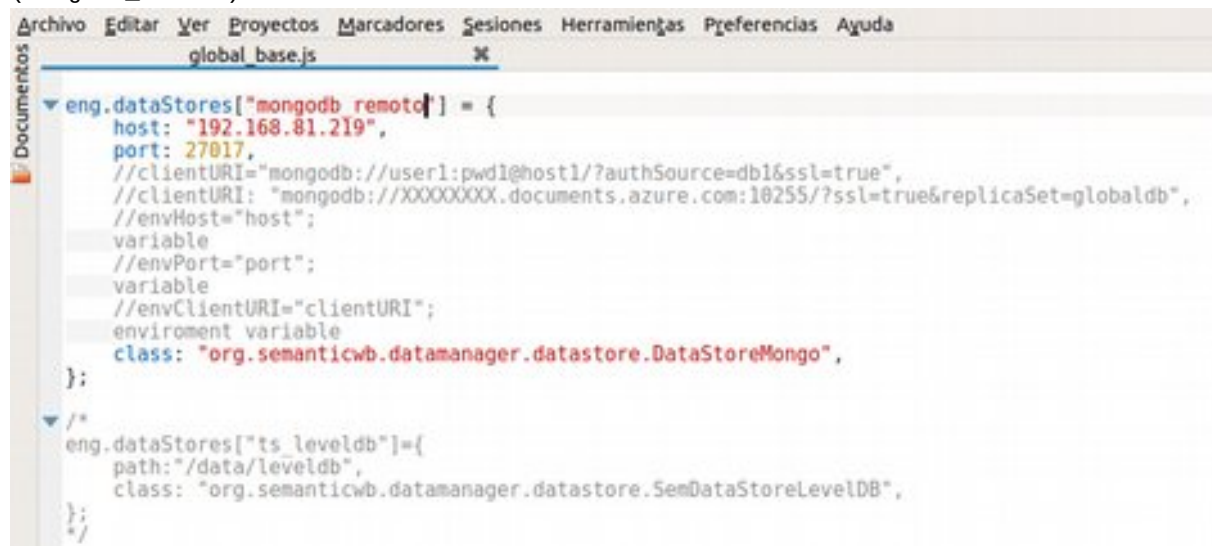 Archivo Editar Ver Proyectos Marcadores Sesiones Herramientas Preferencias Ayuda
global_base.js
Documentos
eng.dataStores["mongodb_remoto"] = {
host: "192.168.81.219",
port: 27017,
//clientURI="mongodb://user1:pwd1@host1/?authSource=db1&ssl=true",
//clientURI: "mongodb://XXXXXXXX.documents.azure.com:10255/?ssl=true&replicaSet=globaldb",
//envHost="host";
variable
//envPort="port";
variable
//envClientURI="clientURI";
enviroment variable
class: "org.semanticwb.datamanager.datastore.DataStoreMongo",
};
/*
eng.dataStores["ts_leveldb"]={
path:"/data/leveldb",
class: "org.semanticwb.datamanager.datastore.SemDataStoreLevelDB",
};
*/